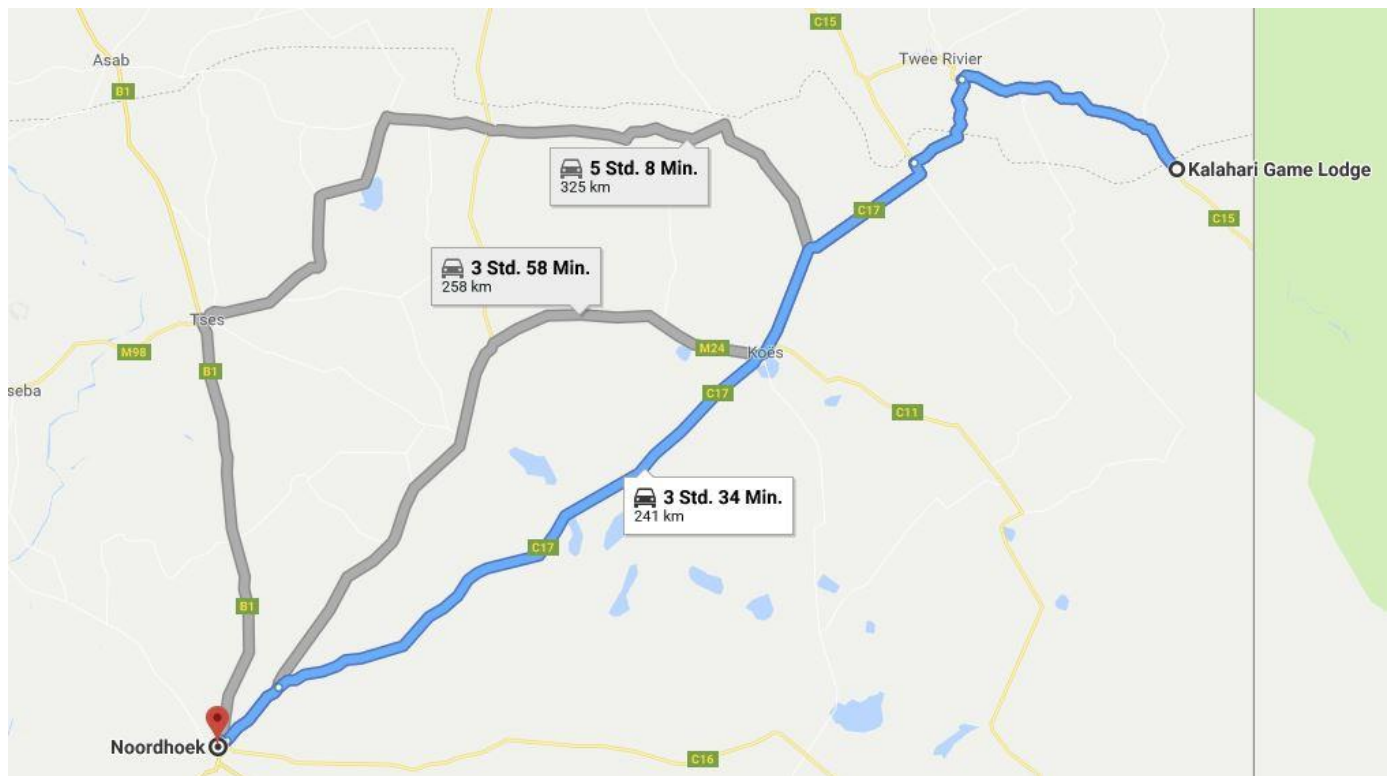 C15
Asab
Twee Rivier
B1
5 Std. 8 Min.
325 km
Kalahari Game Lodge
C17
C15
3 Std. 58 Min.
258 km
Tses
M98
M24
Koës
B1
seba
C17
C11
3 Std. 34 Min.
241 km
C17
B1
Noordhoek
C16